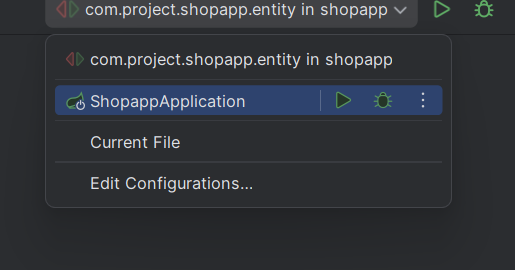 com.project.shopapp.entity in shopapp
com.project.shopapp.entity in shopapp
ShopappApplication
Current File
Edit Configurations...